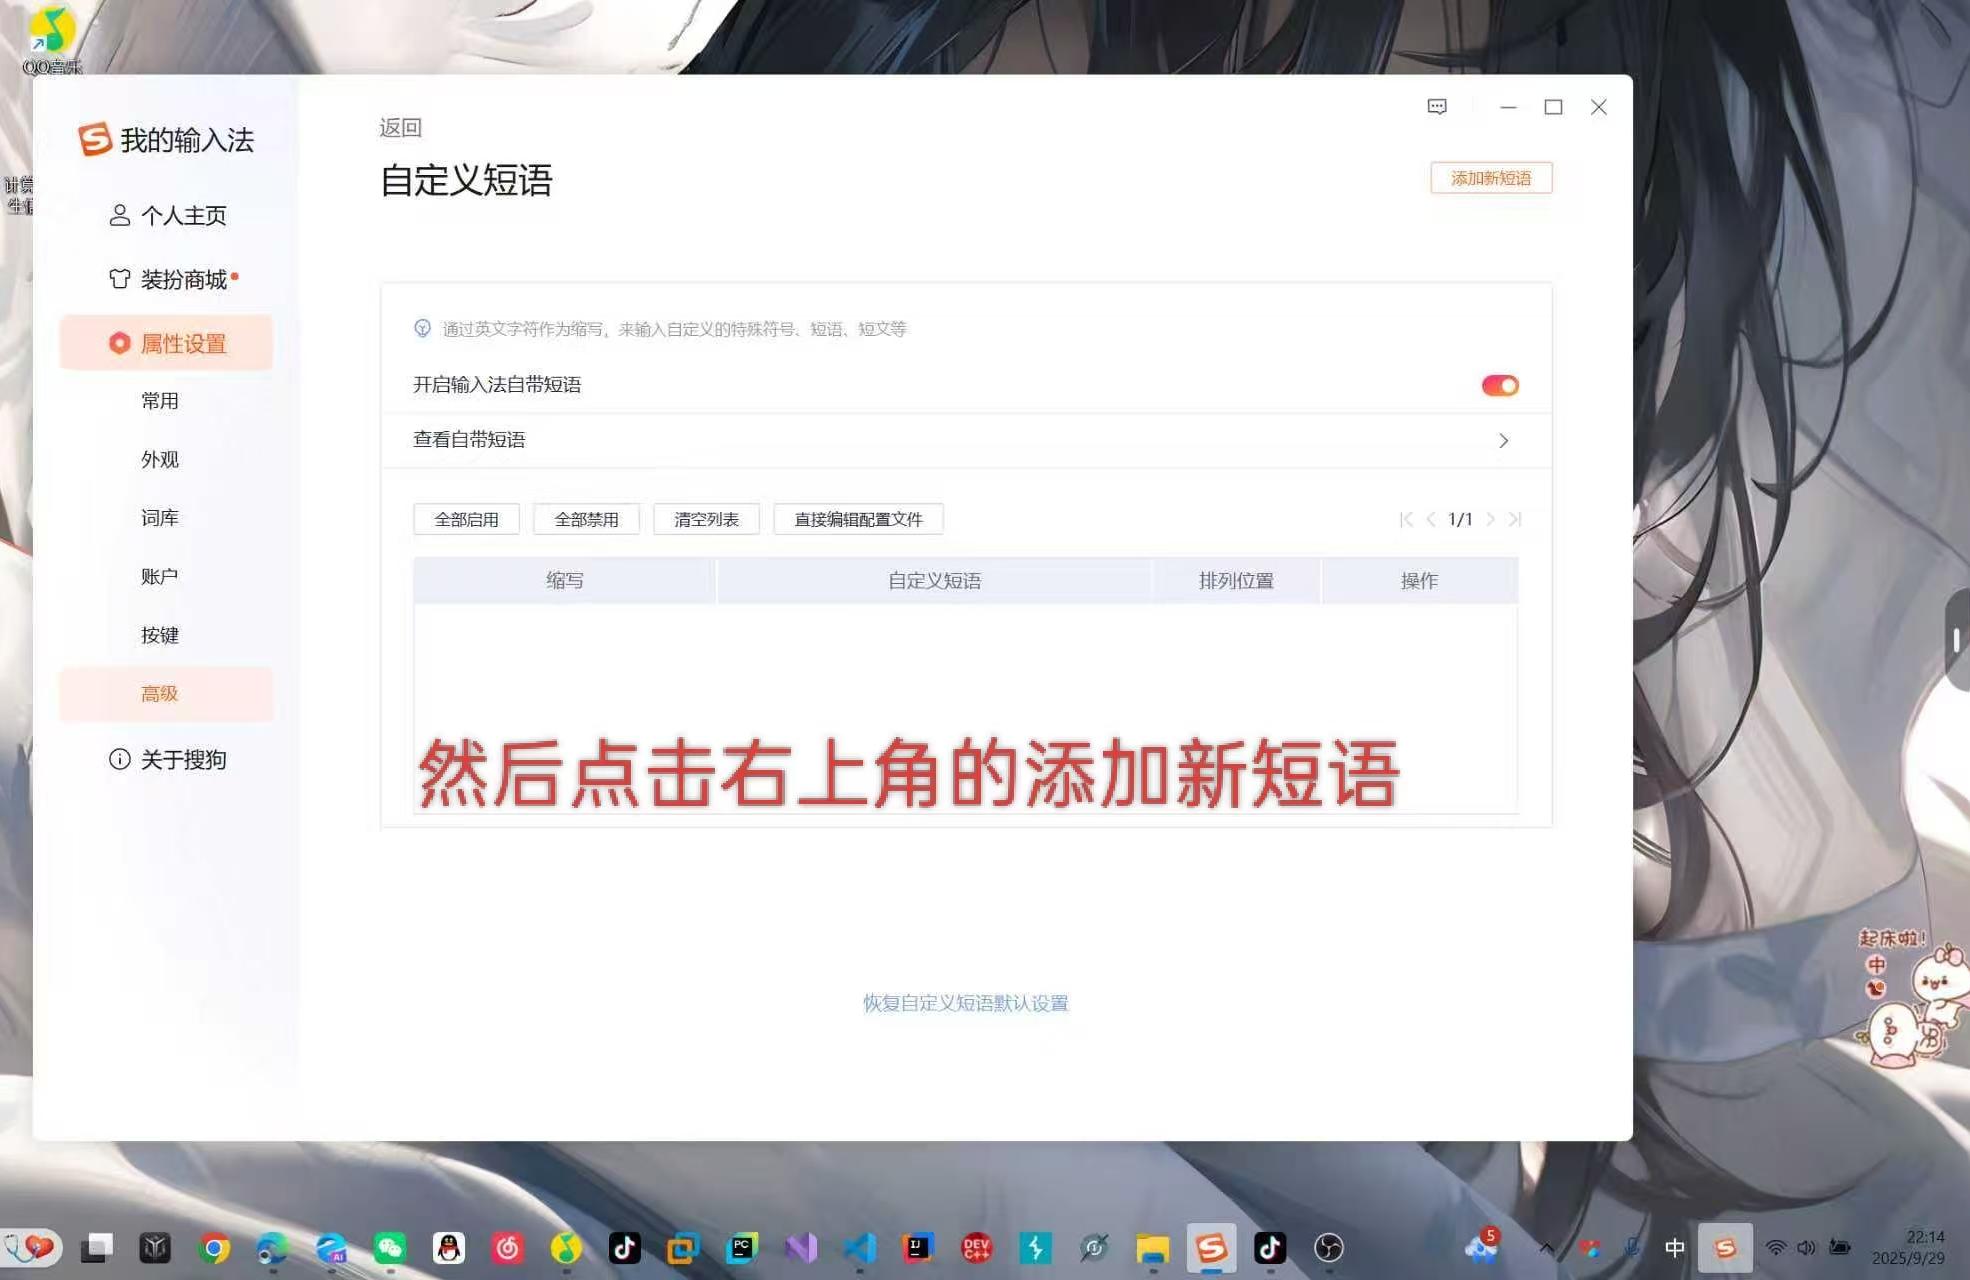 QQ音乐
我的输入法
个人主页
装扮商城
属性设置
常用
外观
词库
账户
按键
高级
关于搜狗
返回
自定义短语
添加新短语
通过英文字符作为缩写，来输入自定义的特殊符号、短语、短文等
开启输入法自带短语
查看自带短语
全部启用 全部禁用 清空列表 直接编辑配置文件 1/1
缩写 自定义短语 排列位置 操作
然后点击右上角的添加新短语
恢复自定义短语默认设置
起床啦！
中
AI
PC
IJ
DEV C++
5
中
22:14
2025/9/29